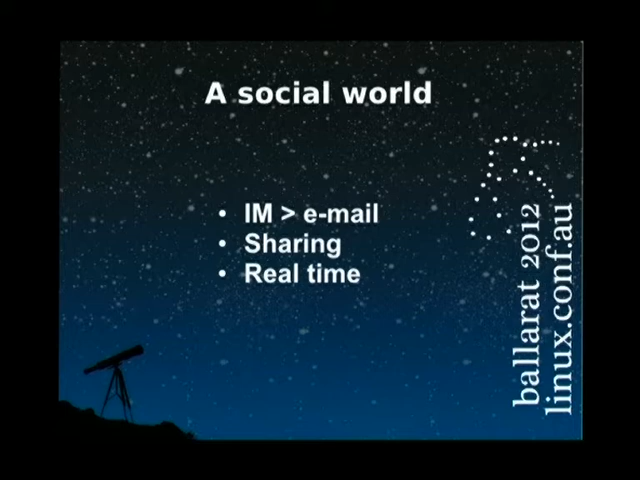 A social world
• IM > e-mail
• Sharing
• Real time
ballarat 2012
linux.conf.au